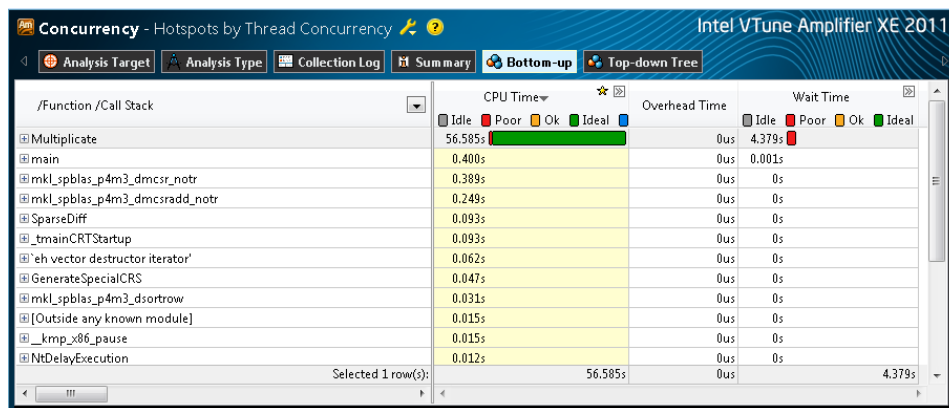 Concurrency - Hotspots by Thread Concurrency ? Intel VTune Amplifier XE 2011
Analysis Target Analysis Type Collection Log Summary Bottom-up Top-down Tree
/Function /Call Stack CPU Time Overhead Time Wait Time
Idle Poor Ok Ideal Idle Poor Ok Ideal
Multiplicate 56.585s 0us 4.379s
main 0.400s 0us 0.001s
mkl_spblas_p4m3_dmcsr_notr 0.389s 0us 0s
mkl_spblas_p4m3_dmcsradd_notr 0.249s 0us 0s
SparseDiff 0.093s 0us 0s
_tmainCRTStartup 0.093s 0us 0s
`eh vector destructor iterator' 0.062s 0us 0s
GenerateSpecialCRS 0.047s 0us 0s
mkl_spblas_p4m3_dsortrow 0.031s 0us 0s
[Outside any known module] 0.015s 0us 0s
__kmp_x86_pause 0.015s 0us 0s
NtDelayExecution 0.012s 0us 0s
Selected 1 row(s): 56.585s 0us 4.379s